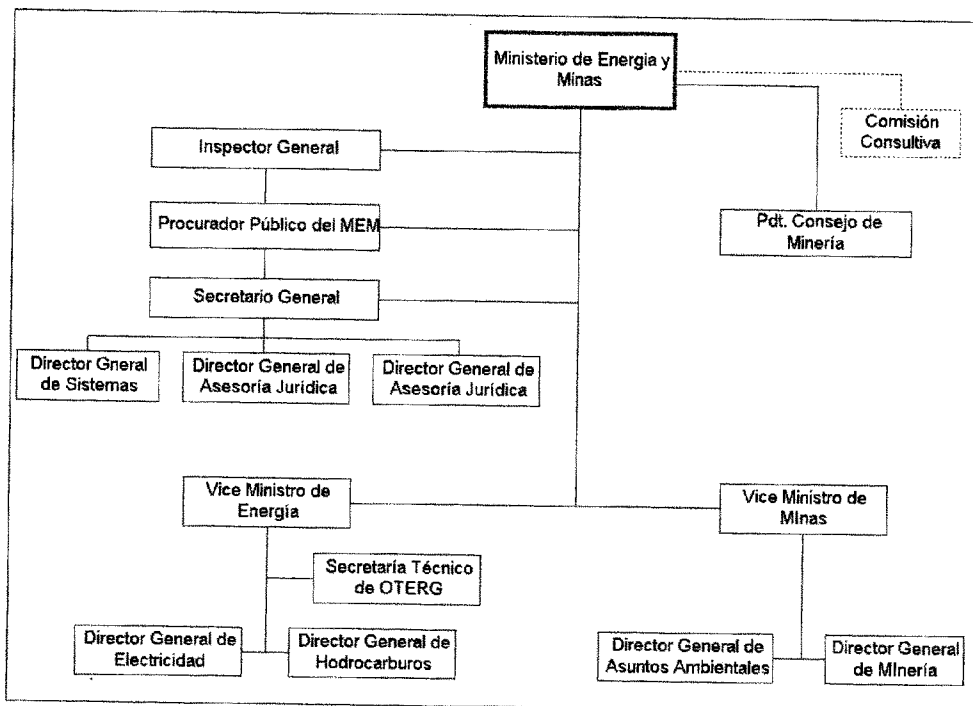 Ministerio de Energia y
Minas
Comisión
Consultiva
Inspector General
Procurador Público del MEM
Pdt. Consejo de
Minería
Secretario General
Director Gneral
de Sistemas
Director General de
Asesoría Jurídica
Director General de
Asesoría Jurídica
Vice Ministro de
Energía
Vice Ministro de
MInas
Secretaría Técnico
de OTERG
Director General de
Electricidad
Director General de
Hodrocarburos
Director General de
Asuntos Ambientales
Director General
de MInería